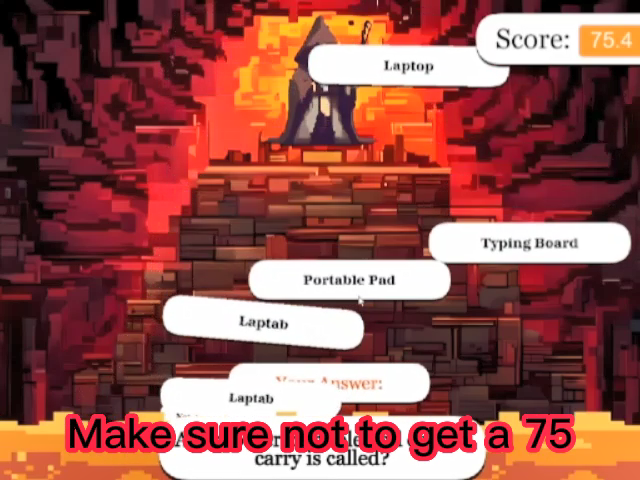 Score: 75.4
Laptop
Typing Board
Portable Pad
Laptab
Your Answer:
Laptab
Make sure not to get a 75
carry is called?